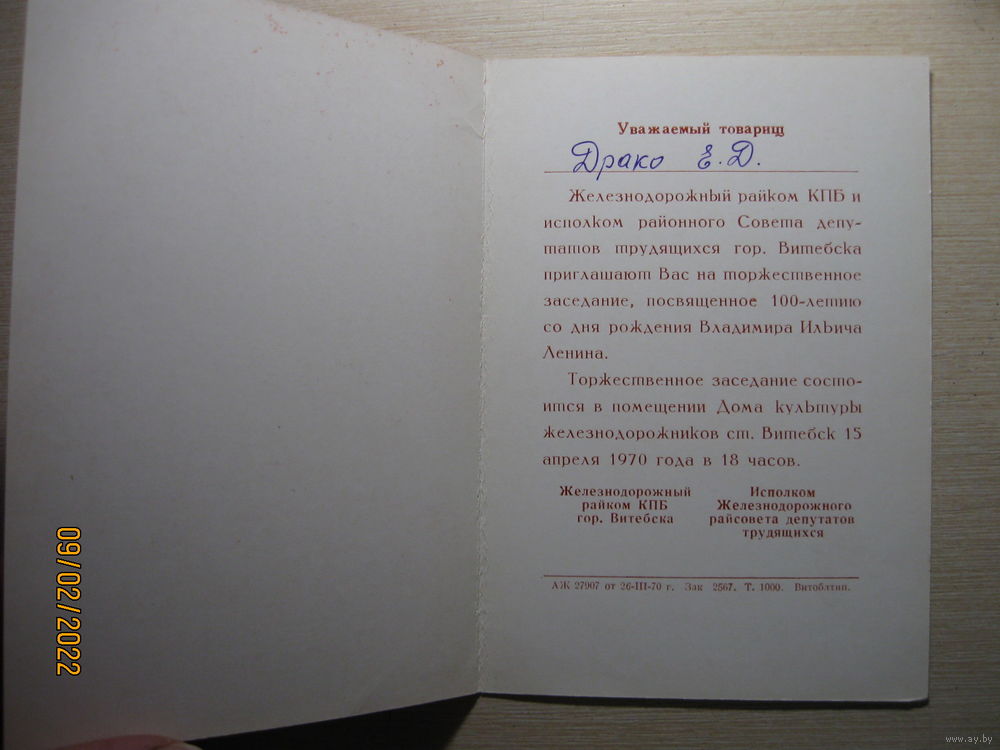 Уважаемый товарищ
Драко Е. Д.
Железнодорожный райком КПБ и
исполком районного Совета депу-
татов трудящихся гор. Витебска
приглашают Вас на торжественное
заседание, посвященное 100-летию
со дня рождения Владимира Ильича
Ленина.
Торжественное заседание состо-
ится в помещении Дома культуры
железнодорожников ст. Витебск 15
апреля 1970 года в 18 часов.
Железнодорожный
райком КПБ
гор. Витебска
Исполком
Железнодорожного
райсовета депутатов
трудящихся
АЖ 27907 от 26-III-70 г. Зак 2567. Т. 1000. Витоблтип.
09/02/2022
www.ay.by